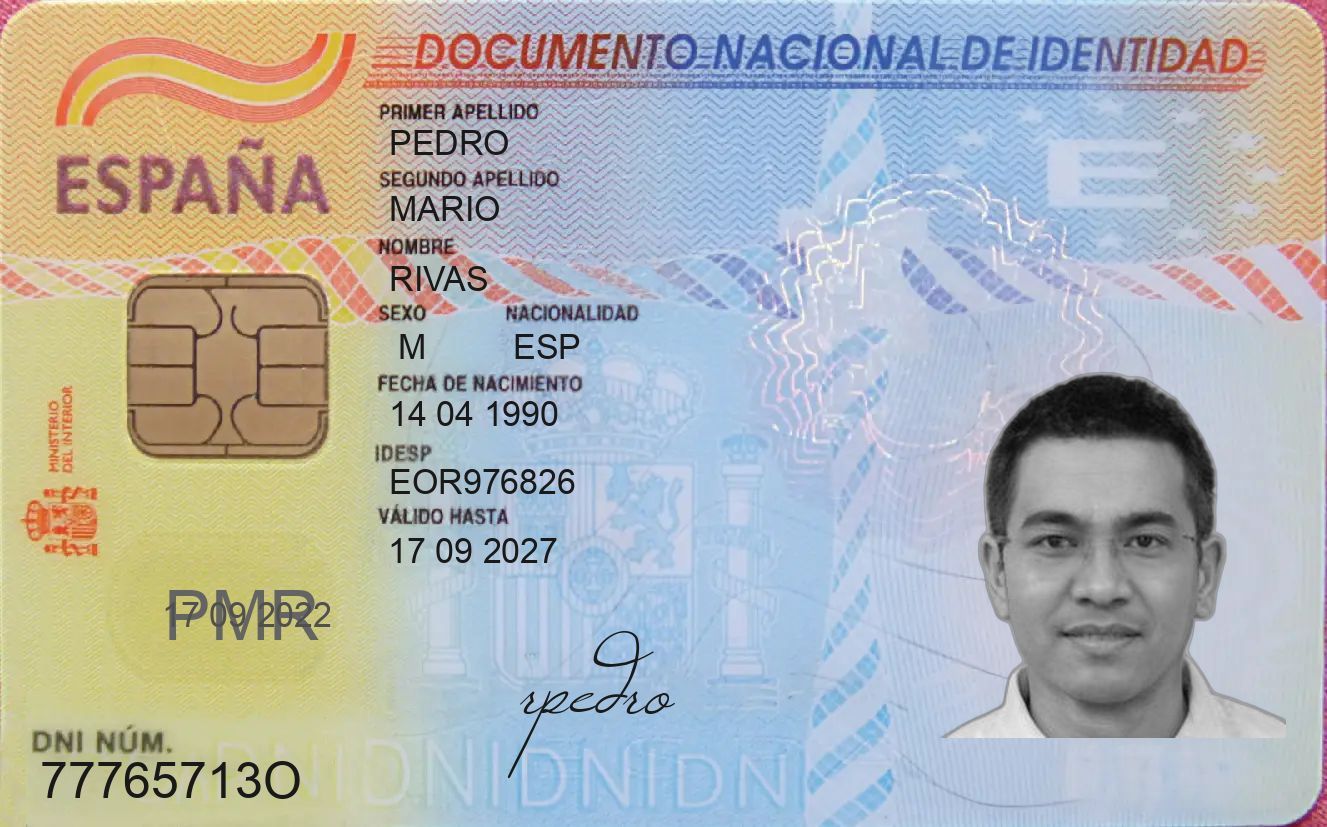 DOCUMENTO NACIONAL DE IDENTIDAD
ESPAÑA
PRIMER APELLIDO
PEDRO
SEGUNDO APELLIDO
MARIO
NOMBRE
RIVAS
SEXO NACIONALIDAD
M ESP
FECHA DE NACIMIENTO
14 04 1990
IDESP
EOR976826
VÁLIDO HASTA
17 09 2027
MINISTERIO
DEL INTERIOR
E
PMR
17 09 2022
rpedro
DNI NÚM.
77765713O
DNIDNIDNIDNI